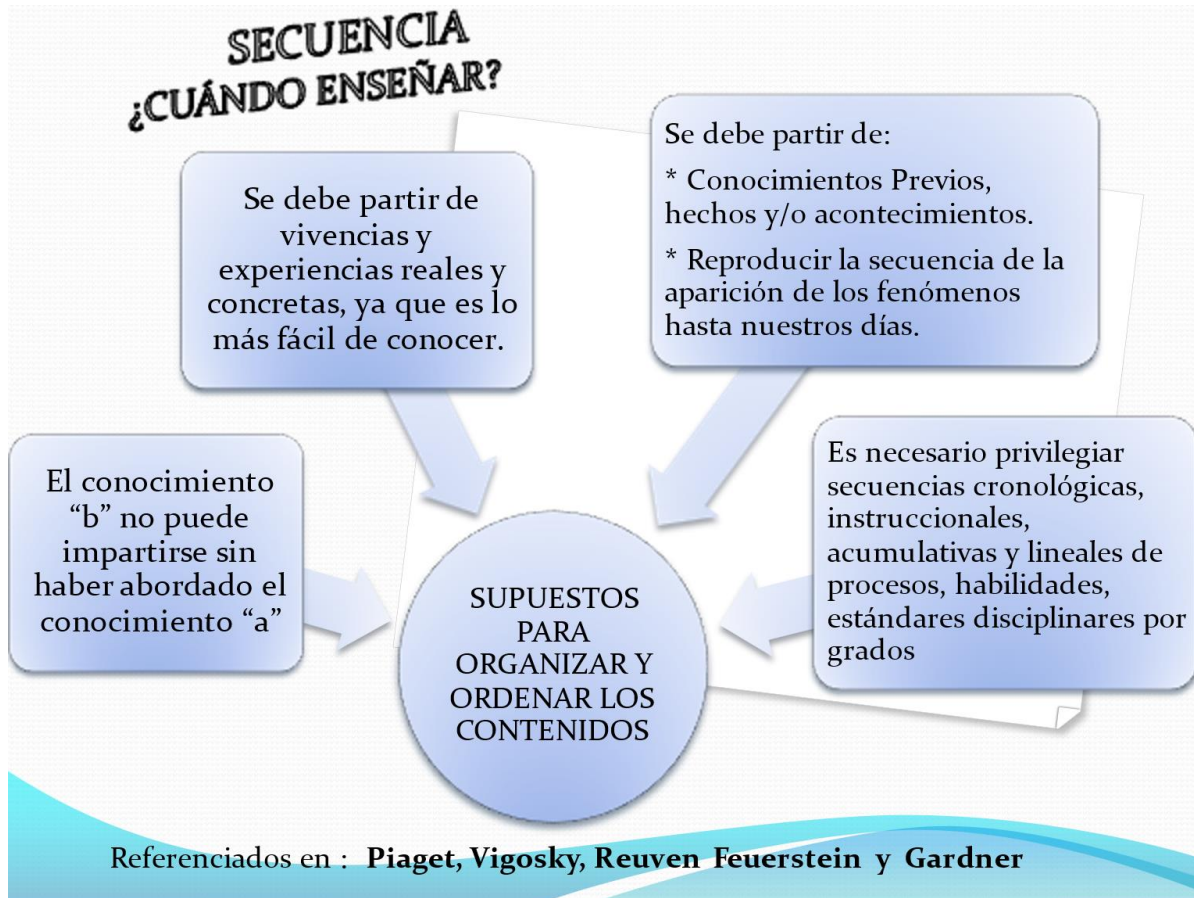 SECUENCIA
¿CUÁNDO ENSEÑAR?
Se debe partir de
vivencias y
experiencias reales y
concretas, ya que es lo
más fácil de conocer.
Se debe partir de:
* Conocimientos Previos,
hechos y/o acontecimientos.
* Reproducir la secuencia de la
aparición de los fenómenos
hasta nuestros días.
El conocimiento
“b” no puede
impartirse sin
haber abordado el
conocimiento “a”
Es necesario privilegiar
secuencias cronológicas,
instruccionales,
acumulativas y lineales de
procesos, habilidades,
estándares disciplinares por
grados
SUPUESTOS
PARA
ORGANIZAR Y
ORDENAR LOS
CONTENIDOS
Referenciados en : Piaget, Vigosky, Reuven Feuerstein y Gardner